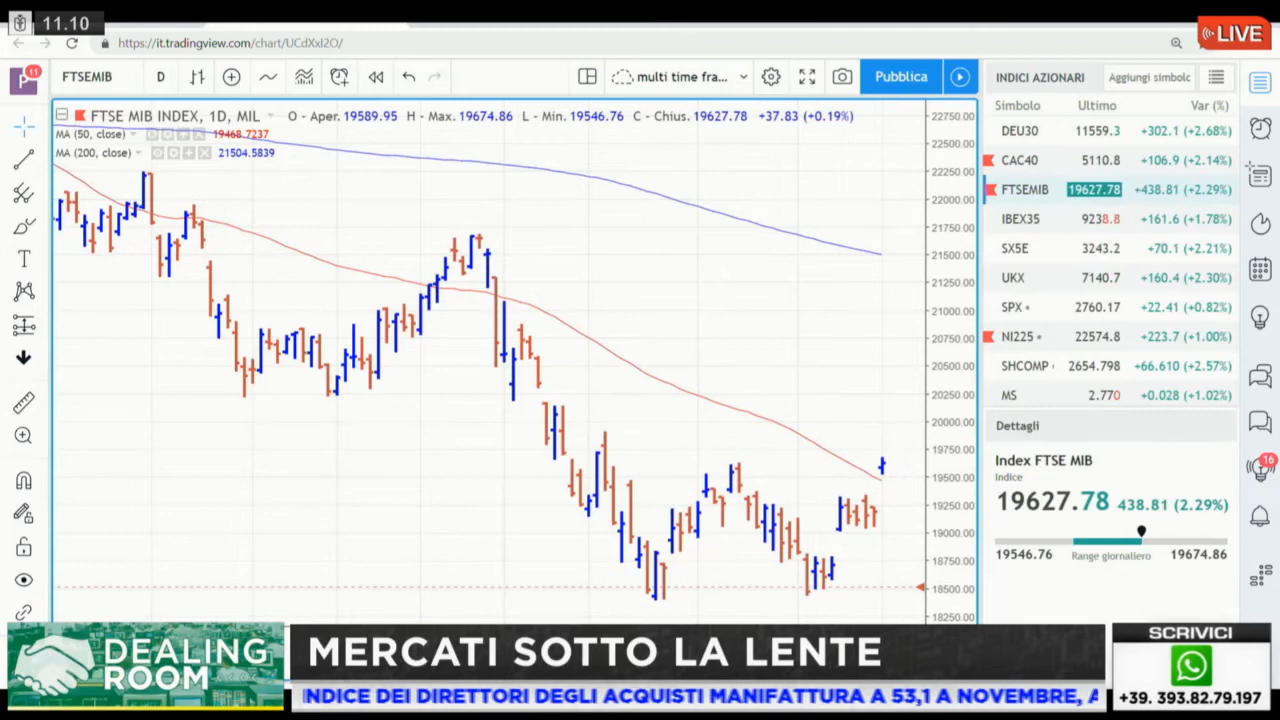 11.10
LIVE
https://it.tradingview.com/chart/UCdXxI2O/
P
11
FTSEMIB
D
multi time fra...
Pubblica
INDICI AZIONARI
Aggiungi simbolc
FTSE MIB INDEX, 1D, MIL
O - Aper. 19589.95 H - Max. 19674.86 L - Min. 19546.76 C - Chius. 19627.78 +37.83 (+0.19%)
MA (50, close)
19468.7237
MA (200, close)
21504.5839
22750.00
22500.00
22250.00
22000.00
21750.00
21500.00
21250.00
21000.00
20750.00
20500.00
20250.00
20000.00
19750.00
19500.00
19250.00
19000.00
18750.00
18500.00
18250.00
Simbolo Ultimo Var (%)
DEU30 11559.3 +302.1 (+2.68%)
CAC40 5110.8 +106.9 (+2.14%)
FTSEMIB 19627.78 +438.81 (+2.29%)
IBEX35 9238.8 +161.6 (+1.78%)
SX5E 3243.2 +70.1 (+2.21%)
UKX 7140.7 +160.4 (+2.30%)
SPX 2760.17 +22.41 (+0.82%)
NI225 22574.8 +223.7 (+1.00%)
SHCOMP 2654.798 +66.610 (+2.57%)
MS 2.770 +0.028 (+1.02%)
Dettagli
Index FTSE MIB
Indice
19627.78 438.81 (2.29%)
19546.76 Range giornaliero 19674.86
16
DEALING
ROOM
MERCATI SOTTO LA LENTE
INDICE DEI DIRETTORI DEGLI ACQUISTI MANIFATTURA A 53,1 A NOVEMBRE, A
SCRIVICI
+39. 393.82.79.197